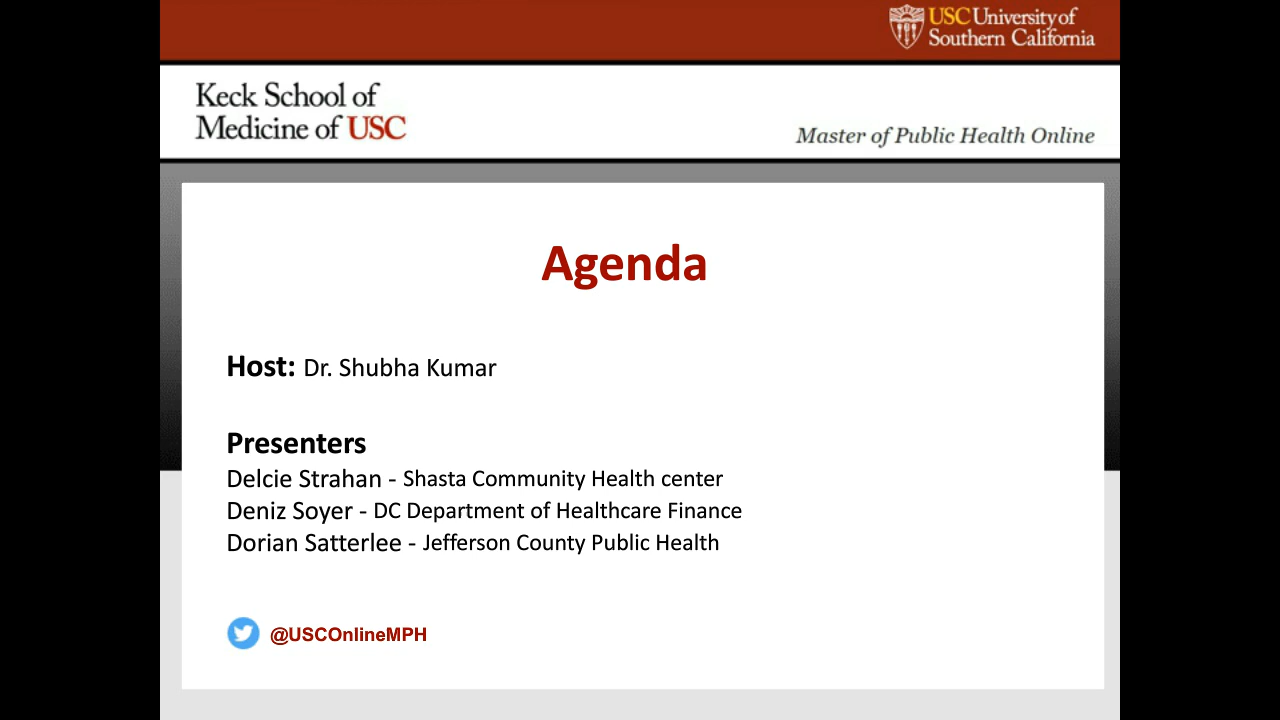 USC University of
Southern California
Keck School of
Medicine of USC
Master of Public Health Online
Agenda
Host: Dr. Shubha Kumar
Presenters
Delcie Strahan - Shasta Community Health center
Deniz Soyer - DC Department of Healthcare Finance
Dorian Satterlee - Jefferson County Public Health
@USCOnlineMPH